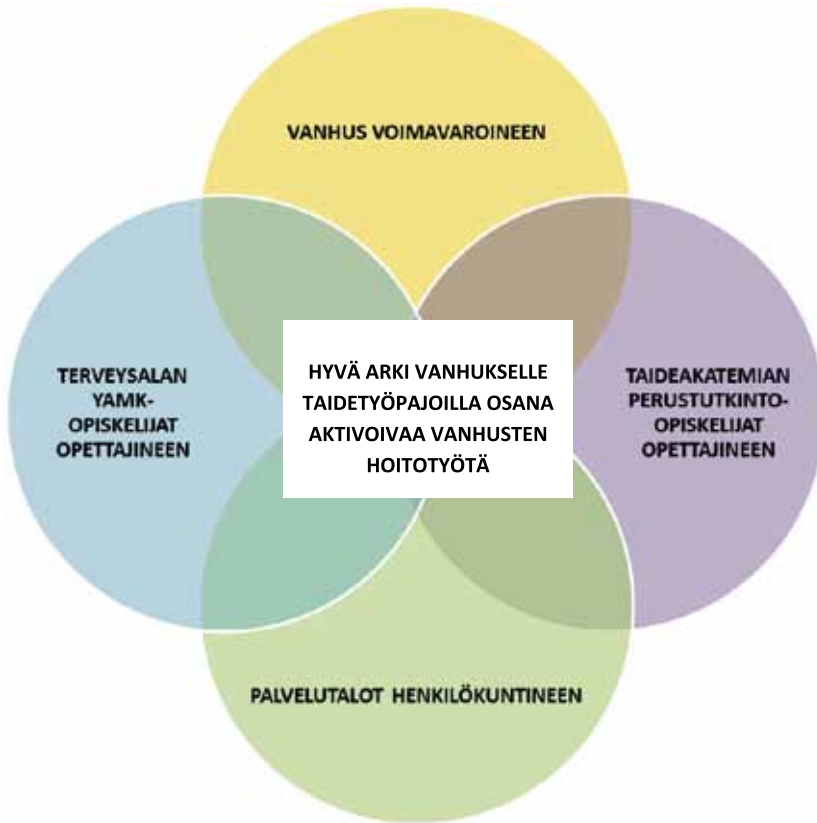 VANHUS VOIMAVAROINEEN
TERVEYSALAN
YAMK-
OPISKELIJAT
OPETTAJINEEN
HYVÄ ARKI VANHUKSELLE
TAIDETYÖPAJOILLA OSANA
AKTIVOIVAA VANHUSTEN
HOITOTYÖTÄ
TAIDEAKATEMIAN
PERUSTUTKINTO-
OPISKELIJAT
OPETTAJINEEN
PALVELUTALOT HENKILÖKUNTINEEN